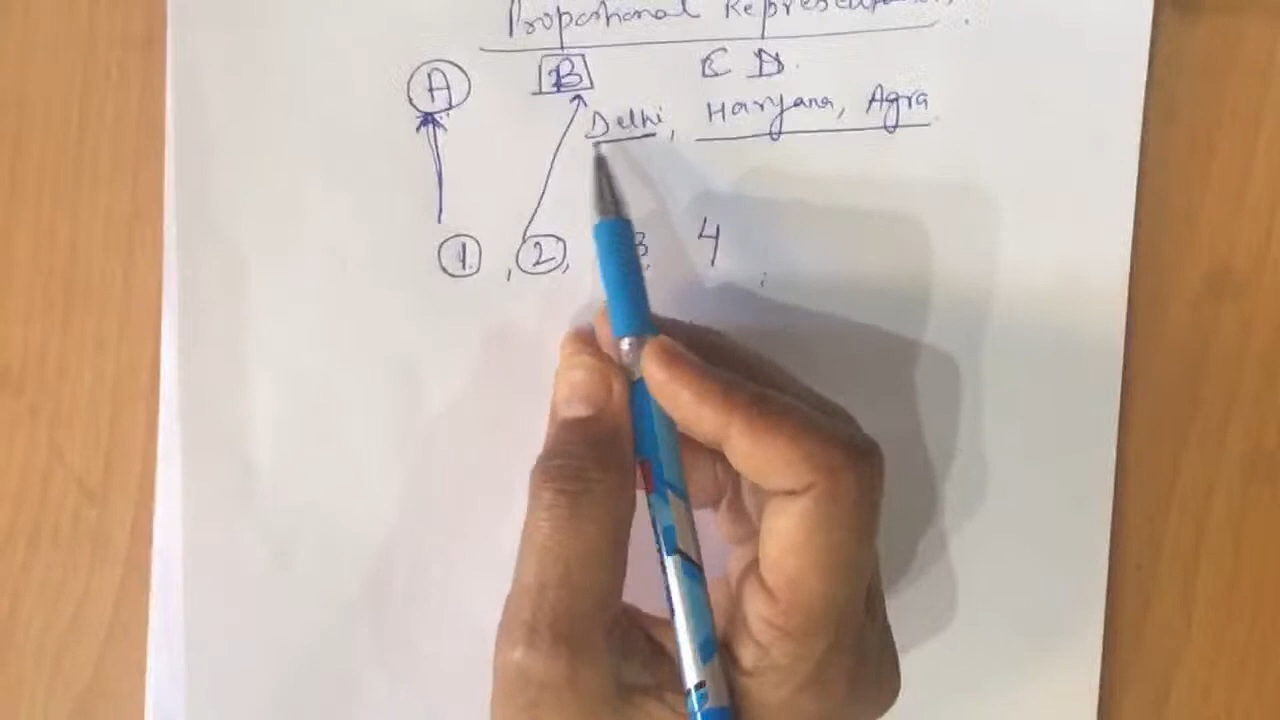 Proportional Representation
A B C D.
Delhi, Haryana, Agra
1, 2, 3, 4